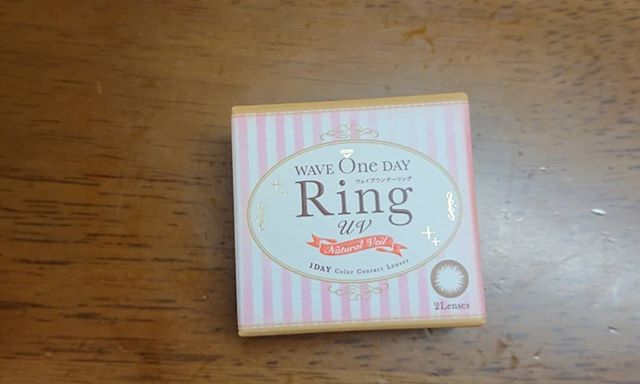 WAVE One DAY
ウェイブワンデーリング
Ring
UV
Natural Veil
1DAY Color Contact Lenses
2Lenses